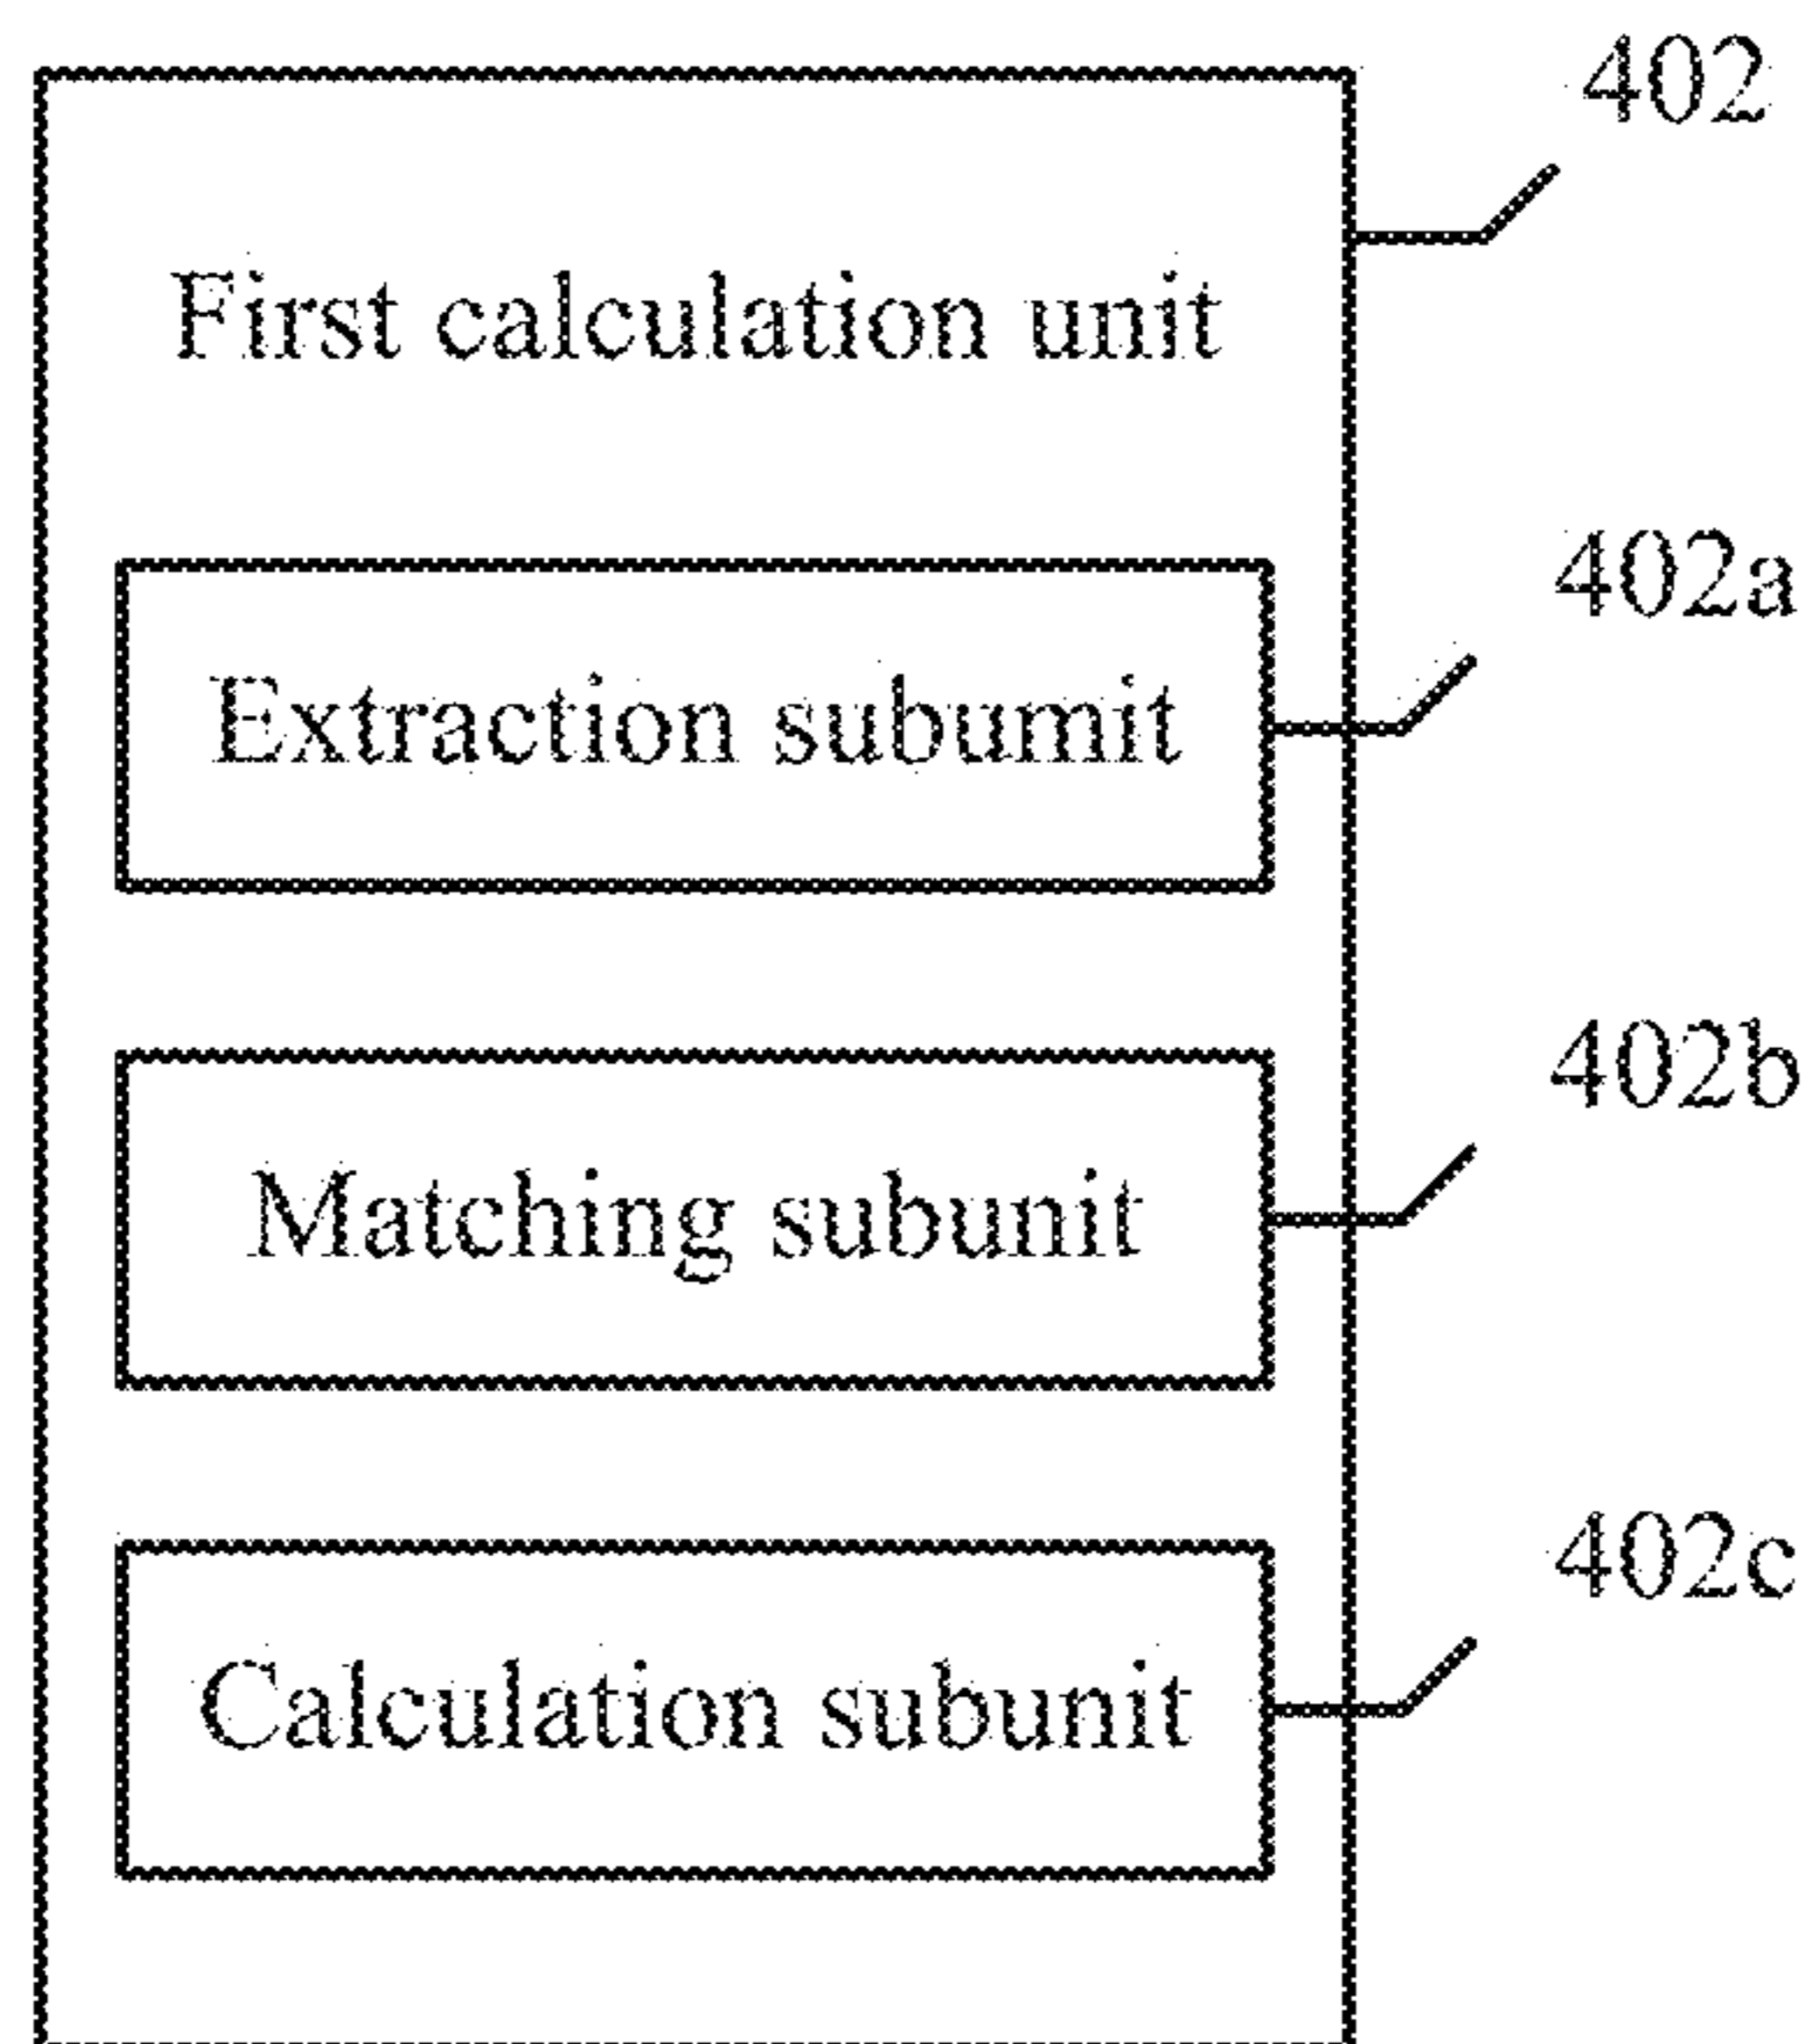 402
First calculation unit
402a
Extraction subumit
402b
Matching subunit
402c
Calculation subunit